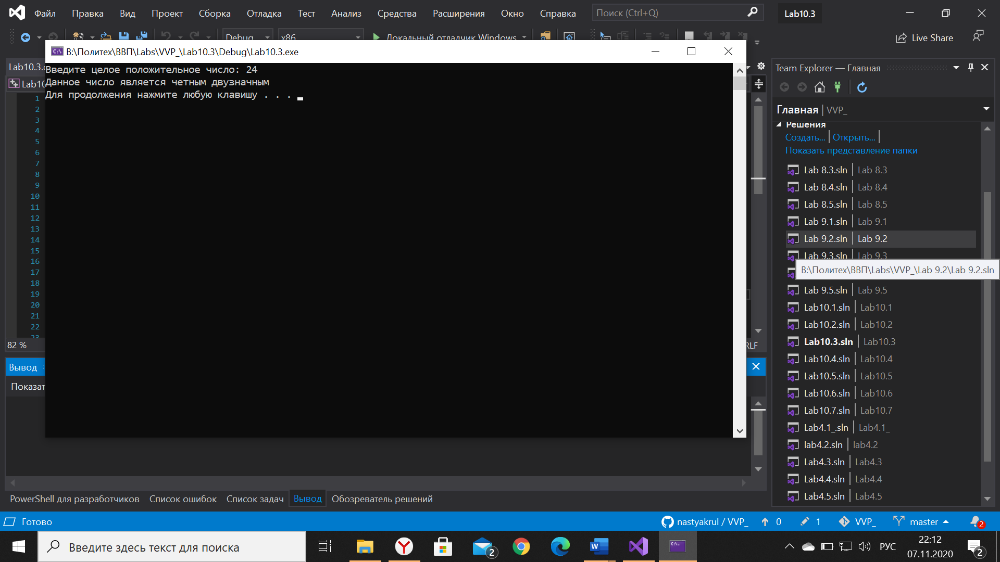 Файл Правка Вид Проект Сборка Отладка Тест Анализ Средства Расширения Окно Справка Поиск (Ctrl+Q) Lab10.3
Debug x86 Локальный отладчик Windows Live Share
B:\Политех\ВВП\Labs\VVP_\Lab10.3\Debug\Lab10.3.exe
Введите целое положительное число: 24
Данное число является четным двузначным
Для продолжения нажмите любую клавишу . . .
Lab10.3.
Lab10
1
2
3
4
5
6
7
8
9
10
11
12
13
14
15
16
17
18
19
20
21
22
23
82 %
RLF
Вывод
Показат
Team Explorer — Главная
Главная | VVP_
Решения
Создать... | Открыть... |
Показать представление папки
Lab 8.3.sln | Lab 8.3
Lab 8.4.sln | Lab 8.4
Lab 8.5.sln | Lab 8.5
Lab 9.1.sln | Lab 9.1
Lab 9.2.sln | Lab 9.2
Lab 9.3.sln | Lab 9.3
B:\Политех\ВВП\Labs\VVP_\Lab 9.2\Lab 9.2.sln
Lab 9.5.sln | Lab 9.5
Lab10.1.sln | Lab10.1
Lab10.2.sln | Lab10.2
Lab10.3.sln | Lab10.3
Lab10.4.sln | Lab10.4
Lab10.5.sln | Lab10.5
Lab10.6.sln | Lab10.6
Lab10.7.sln | Lab10.7
Lab4.1_.sln | Lab4.1_
lab4.2.sln | lab4.2
Lab4.3.sln | Lab4.3
Lab4.4.sln | Lab4.4
Lab4.5.sln | Lab4.5
PowerShell для разработчиков Список ошибок Список задач Вывод Обозреватель решений
Готово nastyakrul / VVP_ 0 1 VVP_ master 2
Введите здесь текст для поиска 2 РУС 22:12 2
07.11.2020